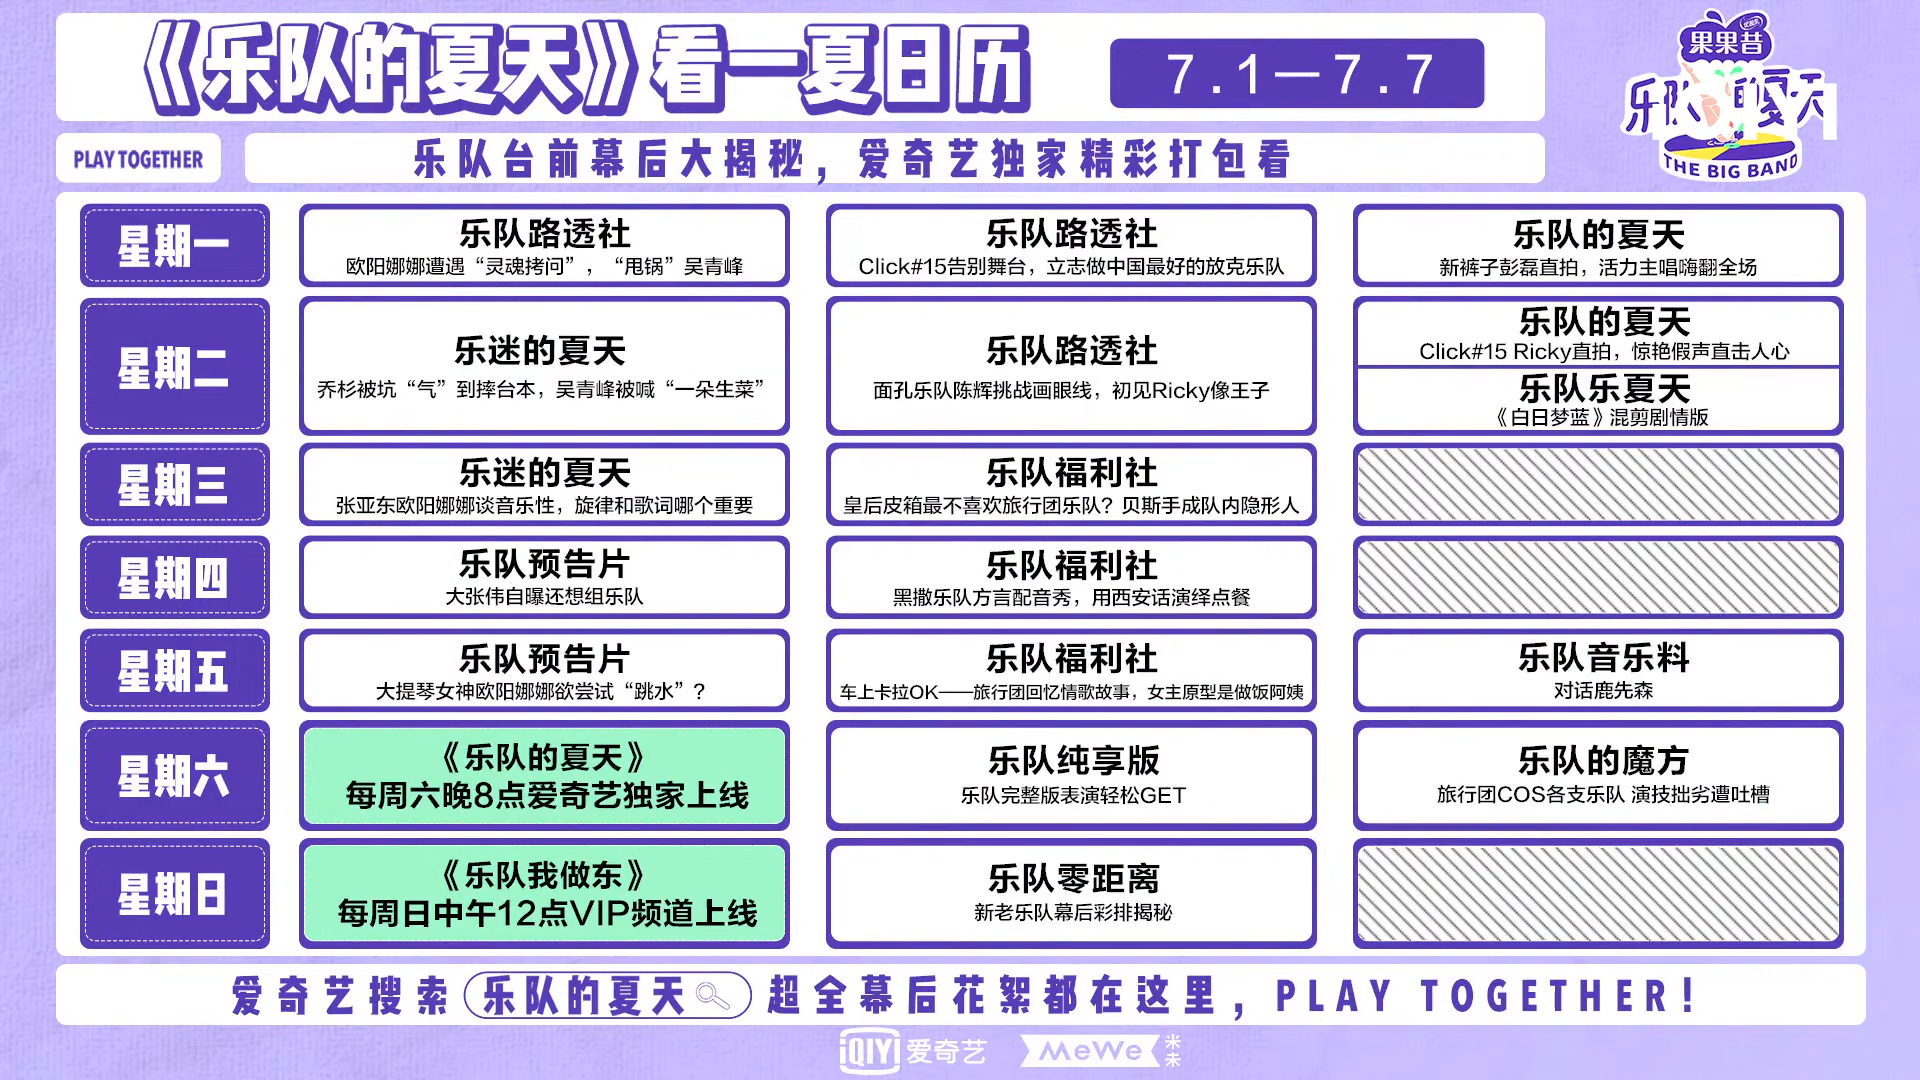 《乐队的夏天》看一夏日历
7.1—7.7
果果昔
乐队的夏天
THE BIG BAND
PLAY TOGETHER
乐队台前幕后大揭秘，爱奇艺独家精彩打包看
星期一
乐队路透社
欧阳娜娜遭遇“灵魂拷问”，“甩锅”吴青峰
乐队路透社
Click#15告别舞台，立志做中国最好的放克乐队
乐队的夏天
新裤子彭磊直拍，活力主唱嗨翻全场
星期二
乐迷的夏天
乔杉被坑“气”到摔台本，吴青峰被喊“一朵生菜”
乐队路透社
面孔乐队陈辉挑战画眼线，初见Ricky像王子
乐队的夏天
Click#15 Ricky直拍，惊艳假声直击人心
乐队乐夏天
《白日梦蓝》混剪剧情版
星期三
乐迷的夏天
张亚东欧阳娜娜谈音乐性，旋律和歌词哪个重要
乐队福利社
皇后皮箱最不喜欢旅行团乐队？贝斯手成队内隐形人
星期四
乐队预告片
大张伟自曝还想组乐队
乐队福利社
黑撒乐队方言配音秀，用西安话演绎点餐
星期五
乐队预告片
大提琴女神欧阳娜娜欲尝试“跳水”？
乐队福利社
车上卡拉OK——旅行团回忆情歌故事，女主原型是做饭阿姨
乐队音乐料
对话鹿先森
星期六
《乐队的夏天》
每周六晚8点爱奇艺独家上线
乐队纯享版
乐队完整版表演轻松GET
乐队的魔方
旅行团COS各支乐队 演技拙劣遭吐槽
星期日
《乐队我做东》
每周日中午12点VIP频道上线
乐队零距离
新老乐队幕后彩排揭秘
爱奇艺搜索 乐队的夏天 超全幕后花絮都在这里，PLAY TOGETHER！
iQIYI 爱奇艺
MeWe 米未